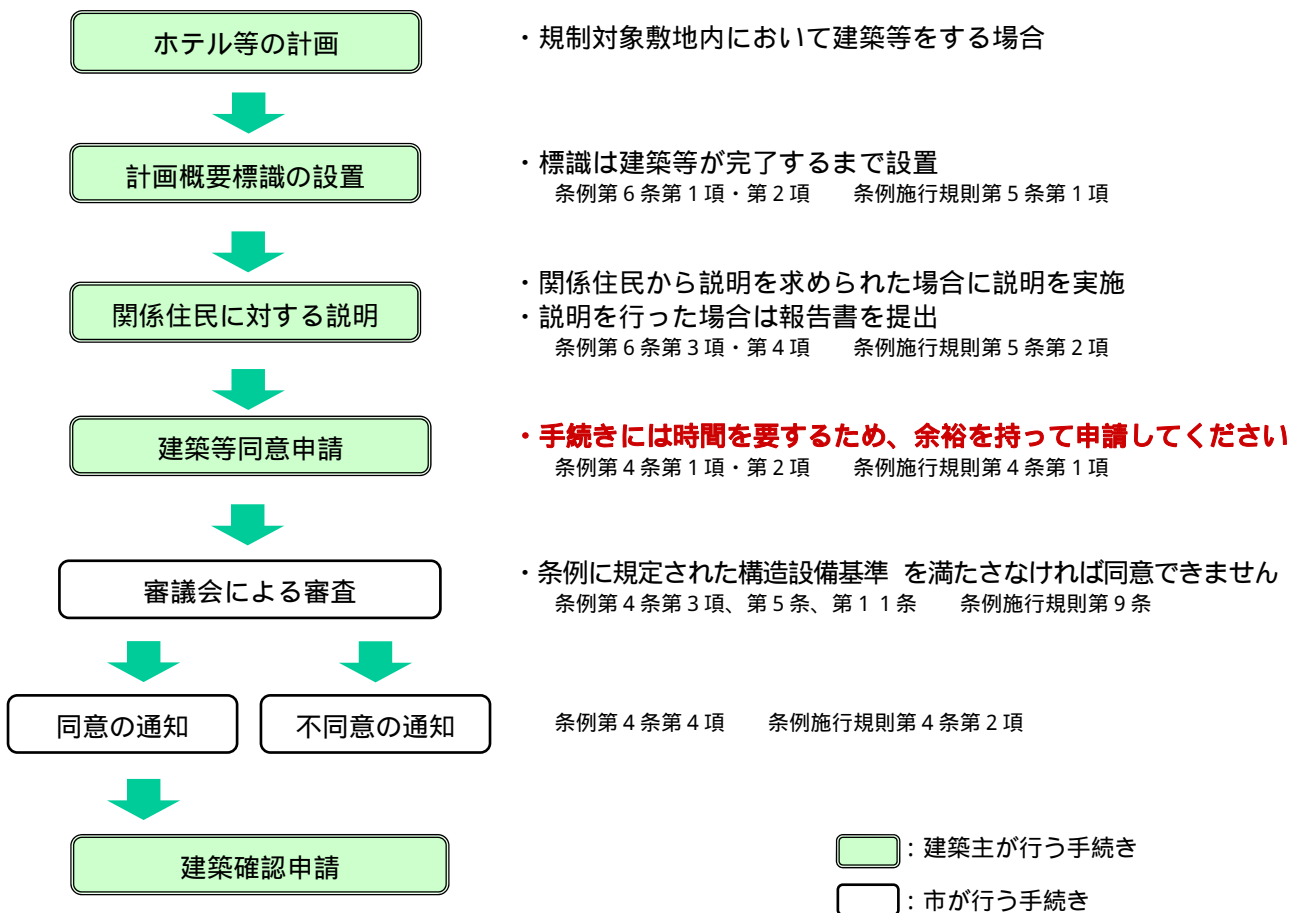 ホテル等の計画
・規制対象敷地内において建築等をする場合
計画概要標識の設置
・標識は建築等が完了するまで設置
条例第6条第1項・第2項　　条例施行規則第5条第1項
関係住民に対する説明
・関係住民から説明を求められた場合に説明を実施
・説明を行った場合は報告書を提出
条例第6条第3項・第4項　　条例施行規則第5条第2項
建築等同意申請
・手続きには時間を要するため、余裕を持って申請してください
条例第4条第1項・第2項　　条例施行規則第4条第1項
審議会による審査
・条例に規定された構造設備基準 を満たさなければ同意できません
条例第4条第3項、第5条、第11条　　条例施行規則第9条
同意の通知
不同意の通知
条例第4条第4項　　条例施行規則第4条第2項
建築確認申請
：建築主が行う手続き
：市が行う手続き